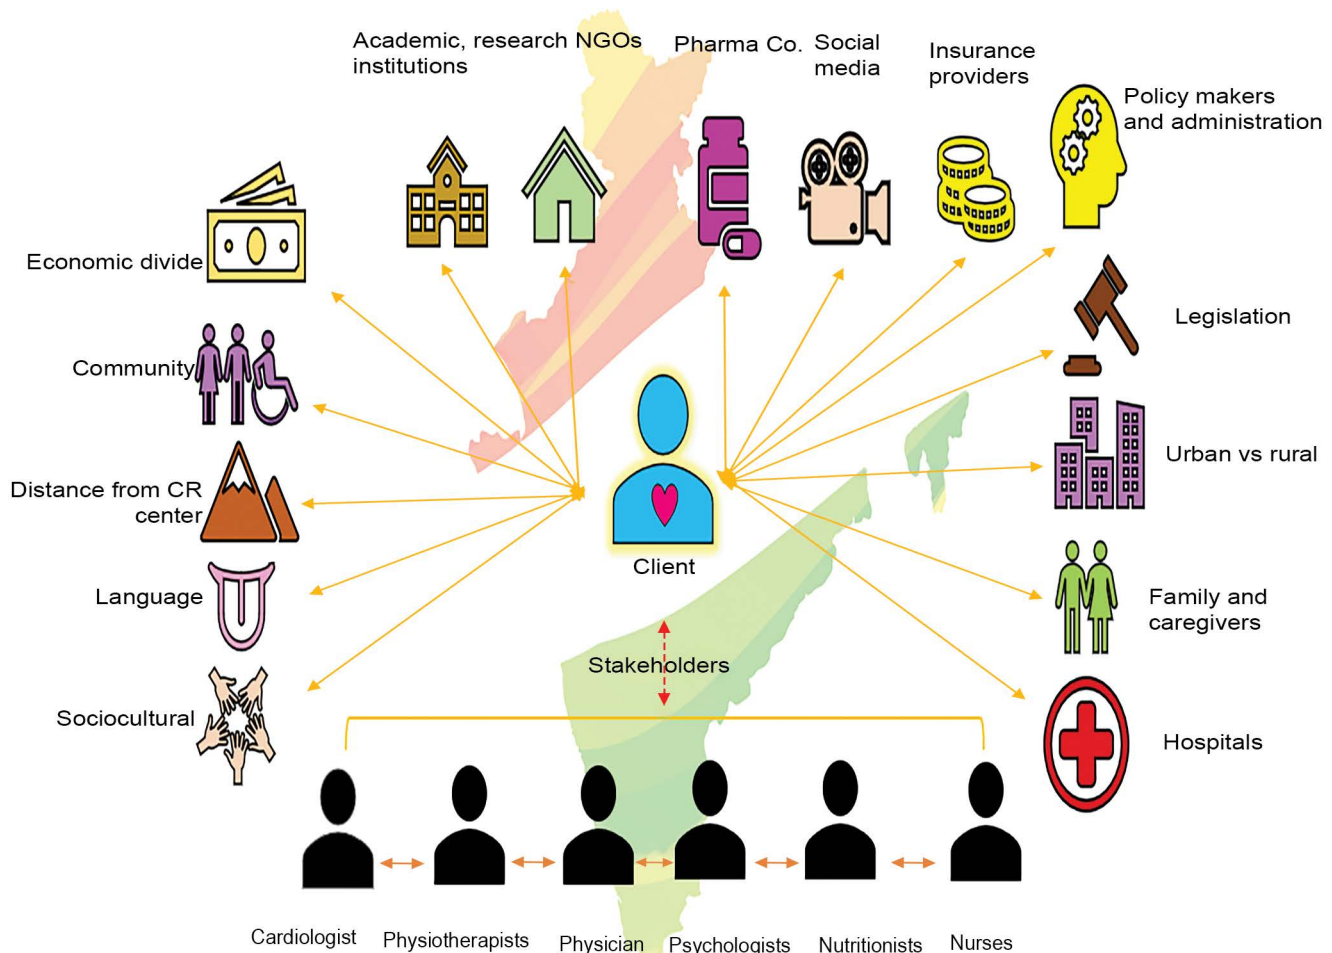 Academic, research NGOs
institutions
Pharma Co.
Social
media
Insurance
providers
Policy makers
and administration
Economic divide
Legislation
Community
Urban vs rural
Distance from CR
center
Client
Language
Family and
caregivers
Stakeholders
Sociocultural
Hospitals
Cardiologist
Physiotherapists
Physician
Psychologists
Nutritionists
Nurses